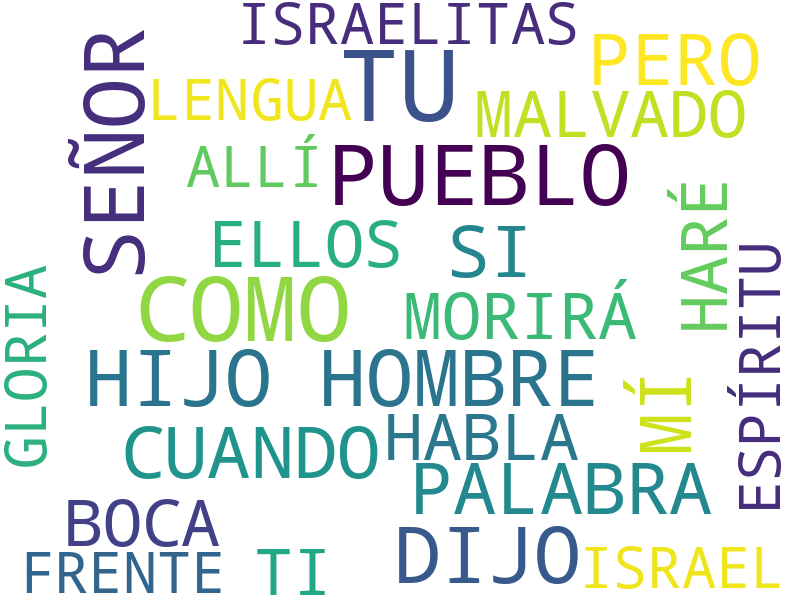 ISRAELITAS
SEÑOR
TU
PERO
LENGUA
MALVADO
ALLÍ
PUEBLO
HARÉ
ELLOS
SI
ESPÍRITU
GLORIA
COMO
MORIRÁ
HIJO HOMBRE
MÍ
CUANDO
HABLA
PALABRA
BOCA
DIJO
FRENTE
TI
ISRAEL